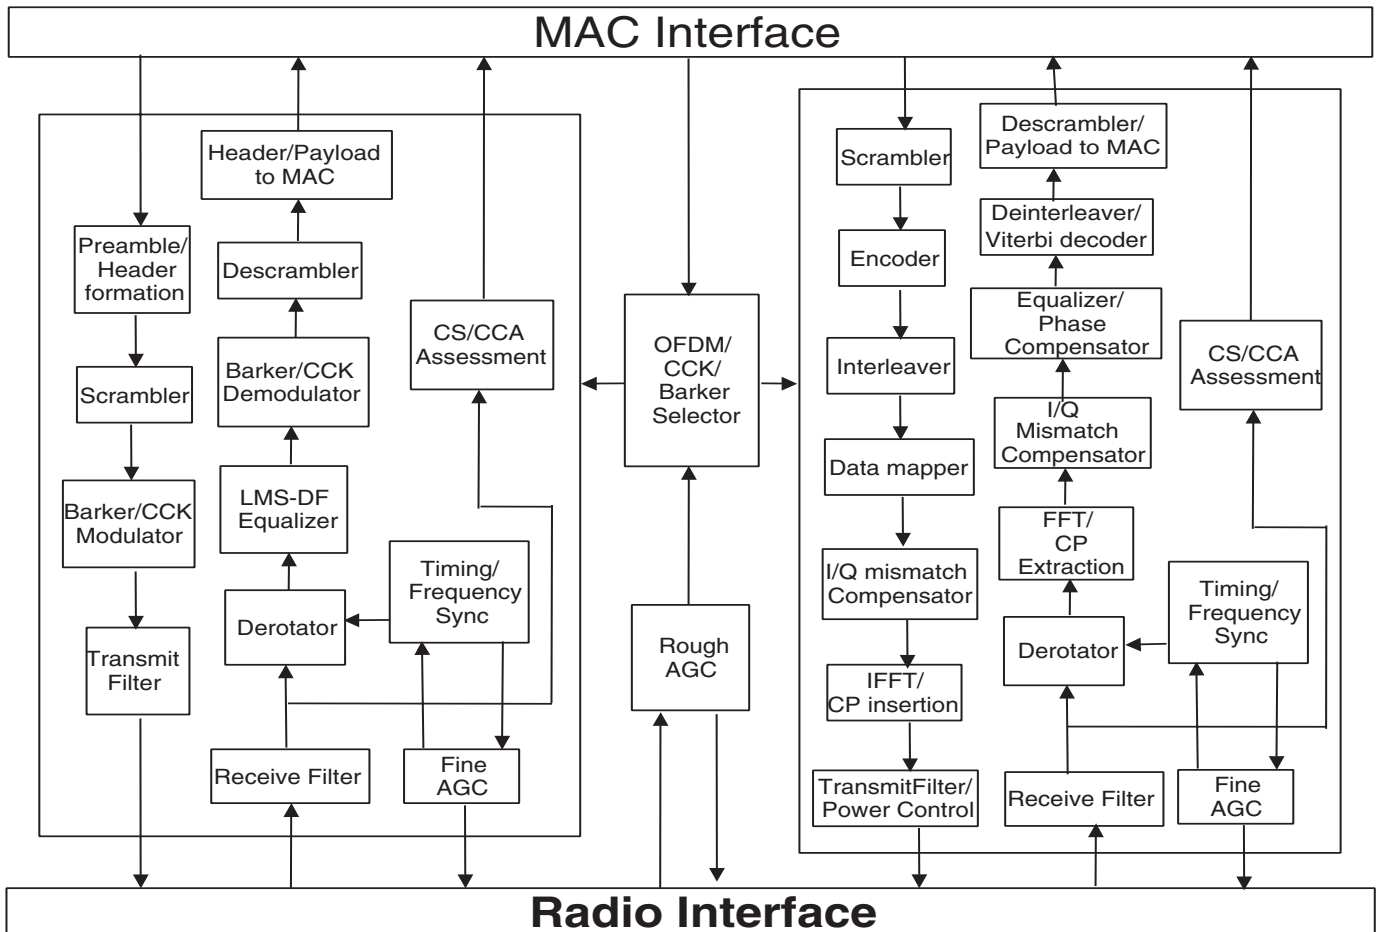 MAC Interface
Header/Payload
to MAC
Preamble/
Header
formation
Descrambler
CS/CCA
Assessment
Barker/CCK
Demodulator
Scrambler
LMS-DF
Equalizer
Barker/CCK
Modulator
Timing/
Frequency
Sync
Derotator
Transmit
Filter
Receive Filter
Fine
AGC
OFDM/
CCK/
Barker
Selector
Rough
AGC
Scrambler
Descrambler/
Payload to MAC
Encoder
Deinterleaver/
Viterbi decoder
Interleaver
Equalizer/
Phase
Compensator
CS/CCA
Assessment
Data mapper
I/Q
Mismatch
Compensator
I/Q mismatch
Compensator
FFT/
CP
Extraction
Timing/
Frequency
Sync
IFFT/
CP insertion
Derotator
TransmitFilter/
Power Control
Receive Filter
Fine
AGC
Radio Interface